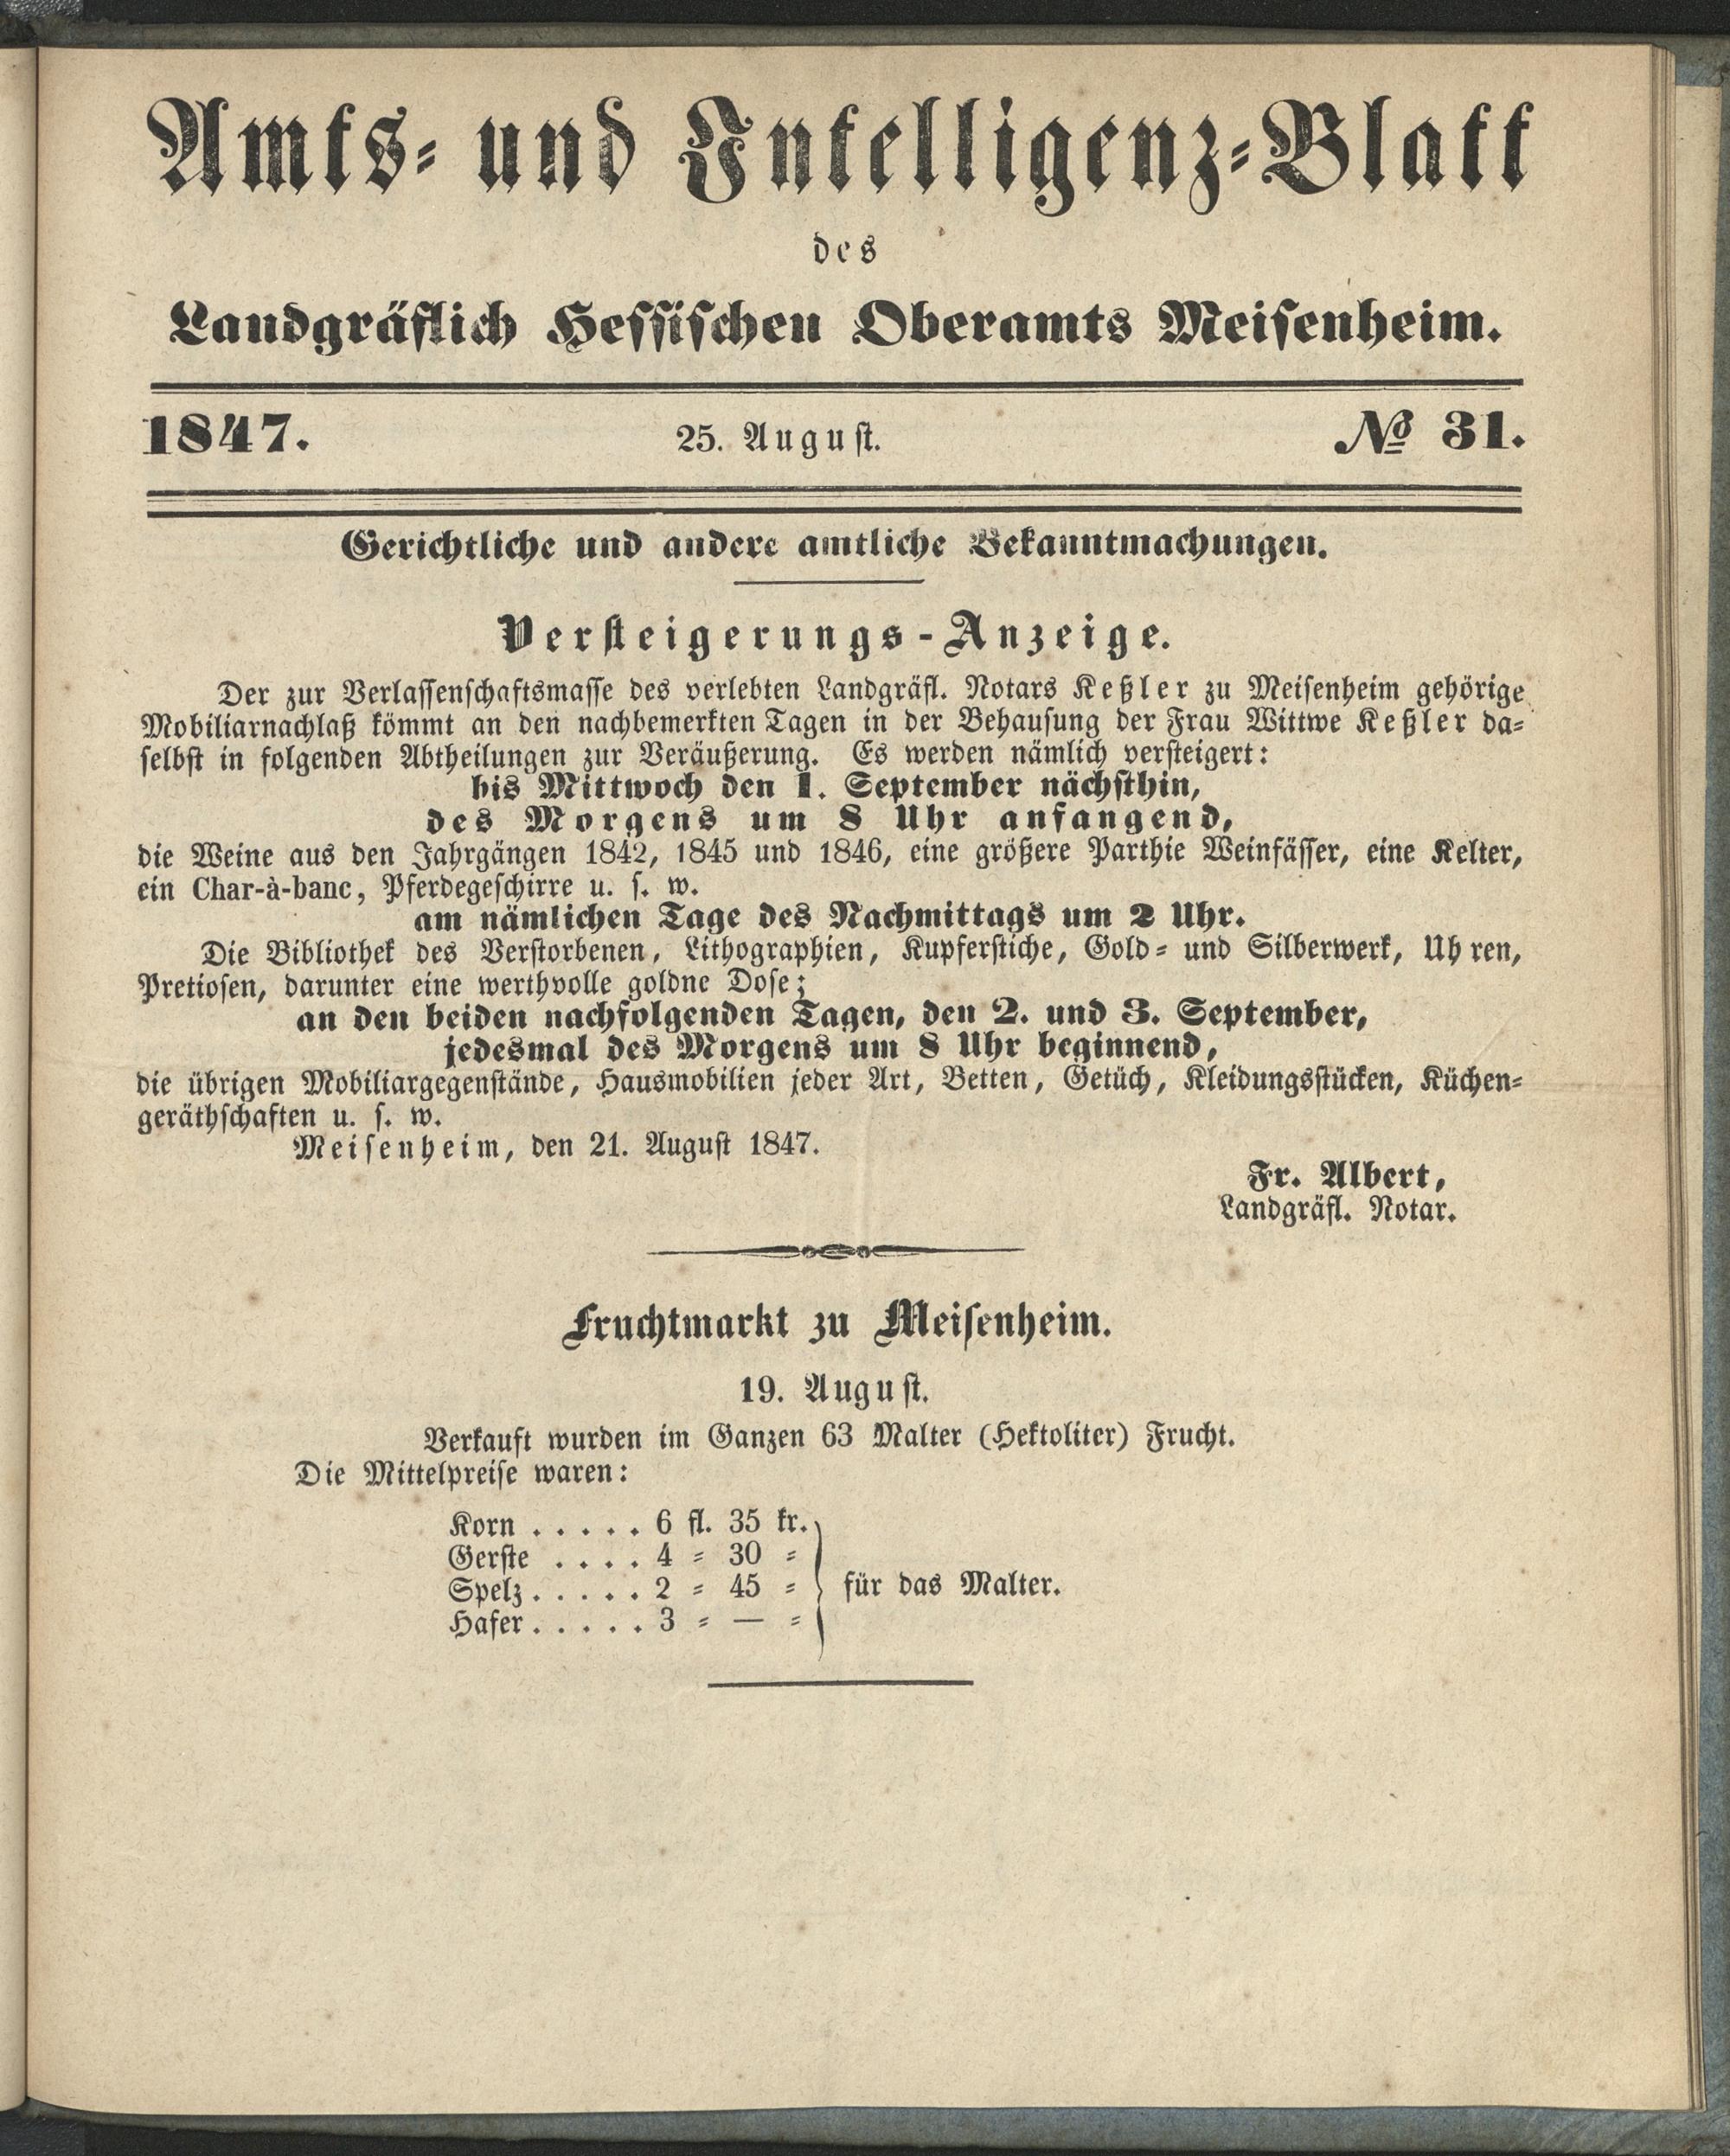 Amts- und Intelligenz-Blatt
des
Landgräflich Hessischen Oberamts Meisenheim.
1847. 25. August. № 31.
Gerichtliche und andere amtliche Bekanntmachungen.
Versteigerungs-Anzeige.
Der zur Verlassenschaftsmasse des verlebten Landgräfl. Notars Keßler zu Meisenheim gehörige
Mobiliarnachlaß kömmt an den nachbemerkten Tagen in der Behausung der Frau Wittwe Keßler da-
selbst in folgenden Abtheilungen zur Veräußerung. Es werden nämlich versteigert:
bis Mittwoch den 1. September nächsthin,
des Morgens um 8 Uhr anfangend,
die Weine aus den Jahrgängen 1842, 1845 und 1846, eine größere Parthie Weinfässer, eine Kelter,
ein Char-à-banc, Pferdegeschirre u. s. w.
am nämlichen Tage des Nachmittags um 2 Uhr.
Die Bibliothek des Verstorbenen, Lithographien, Kupferstiche, Gold- und Silberwerk, Uhren,
Pretiosen, darunter eine werthvolle goldne Dose;
an den beiden nachfolgenden Tagen, den 2. und 3. September,
jedesmal des Morgens um 8 Uhr beginnend,
die übrigen Mobiliargegenstände, Hausmobilien jeder Art, Betten, Getüch, Kleidungsstücken, Küchen-
geräthschaften u. s. w.
Meisenheim, den 21. August 1847.
Fr. Albert,
Landgräfl. Notar.
Fruchtmarkt zu Meisenheim.
19. August.
Verkauft wurden im Ganzen 63 Malter (Hektoliter) Frucht.
Die Mittelpreise waren:
Korn . . . . . 6 fl. 35 kr.
Gerste . . . . 4 = 30 =
Spelz . . . . . 2 = 45 = für das Malter.
Hafer . . . . . 3 = — =